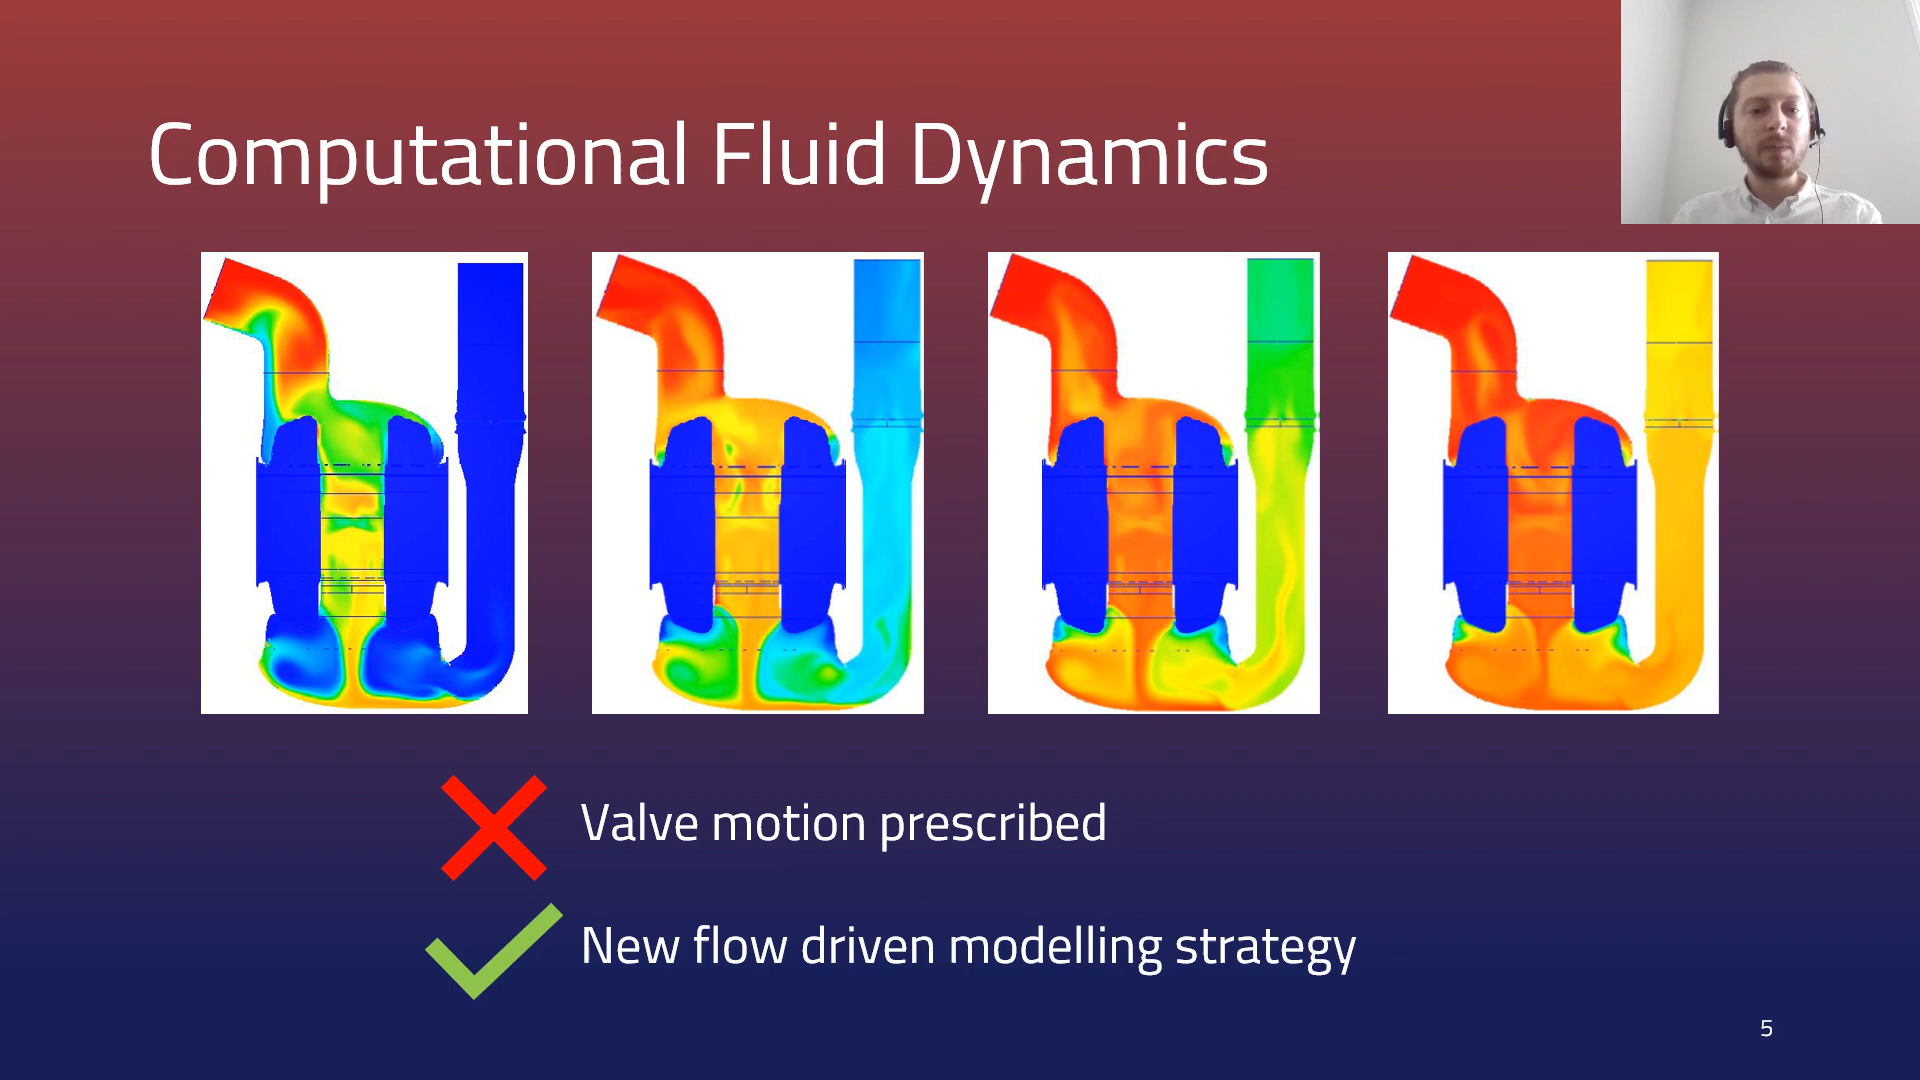 Computational Fluid Dynamics
Valve motion prescribed
New flow driven modelling strategy
5